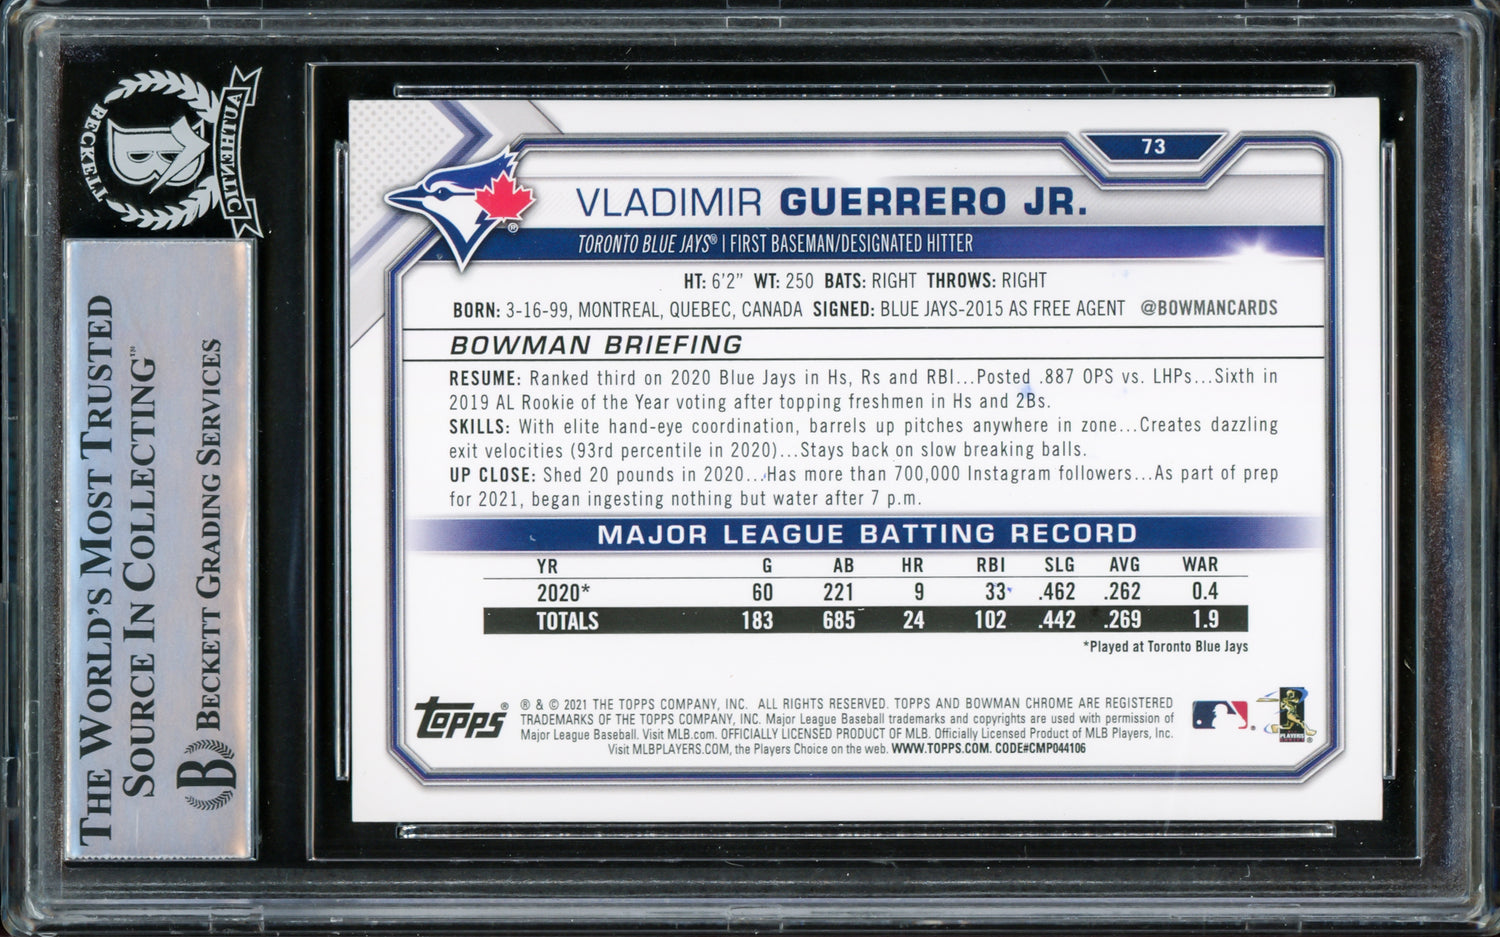 BECKETT
AUTHENTIC
THE WORLD'S MOST TRUSTED
SOURCE IN COLLECTING™
BECKETT GRADING SERVICES
73
VLADIMIR GUERRERO JR.
TORONTO BLUE JAYS® | FIRST BASEMAN/DESIGNATED HITTER
HT: 6'2" WT: 250 BATS: RIGHT THROWS: RIGHT
BORN: 3-16-99, MONTREAL, QUEBEC, CANADA SIGNED: BLUE JAYS-2015 AS FREE AGENT @BOWMANCARDS
BOWMAN BRIEFING
RESUME: Ranked third on 2020 Blue Jays in Hs, Rs and RBI...Posted .887 OPS vs. LHPs...Sixth in
2019 AL Rookie of the Year voting after topping freshmen in Hs and 2Bs.
SKILLS: With elite hand-eye coordination, barrels up pitches anywhere in zone...Creates dazzling
exit velocities (93rd percentile in 2020)...Stays back on slow breaking balls.
UP CLOSE: Shed 20 pounds in 2020...Has more than 700,000 Instagram followers...As part of prep
for 2021, began ingesting nothing but water after 7 p.m.
MAJOR LEAGUE BATTING RECORD
YR G AB HR RBI SLG AVG WAR
2020* 60 221 9 33 .462 .262 0.4
TOTALS 183 685 24 102 .442 .269 1.9
*Played at Toronto Blue Jays
Topps®
® & © 2021 THE TOPPS COMPANY, INC. ALL RIGHTS RESERVED. TOPPS AND BOWMAN CHROME ARE REGISTERED
TRADEMARKS OF THE TOPPS COMPANY, INC. Major League Baseball trademarks and copyrights are used with permission of
Major League Baseball. Visit MLB.com. OFFICIALLY LICENSED PRODUCT OF MLB. Officially Licensed Product of MLB Players, Inc.
Visit MLBPLAYERS.COM, the Players Choice on the web. WWW.TOPPS.COM. CODE#CMP044106
PLAYERS